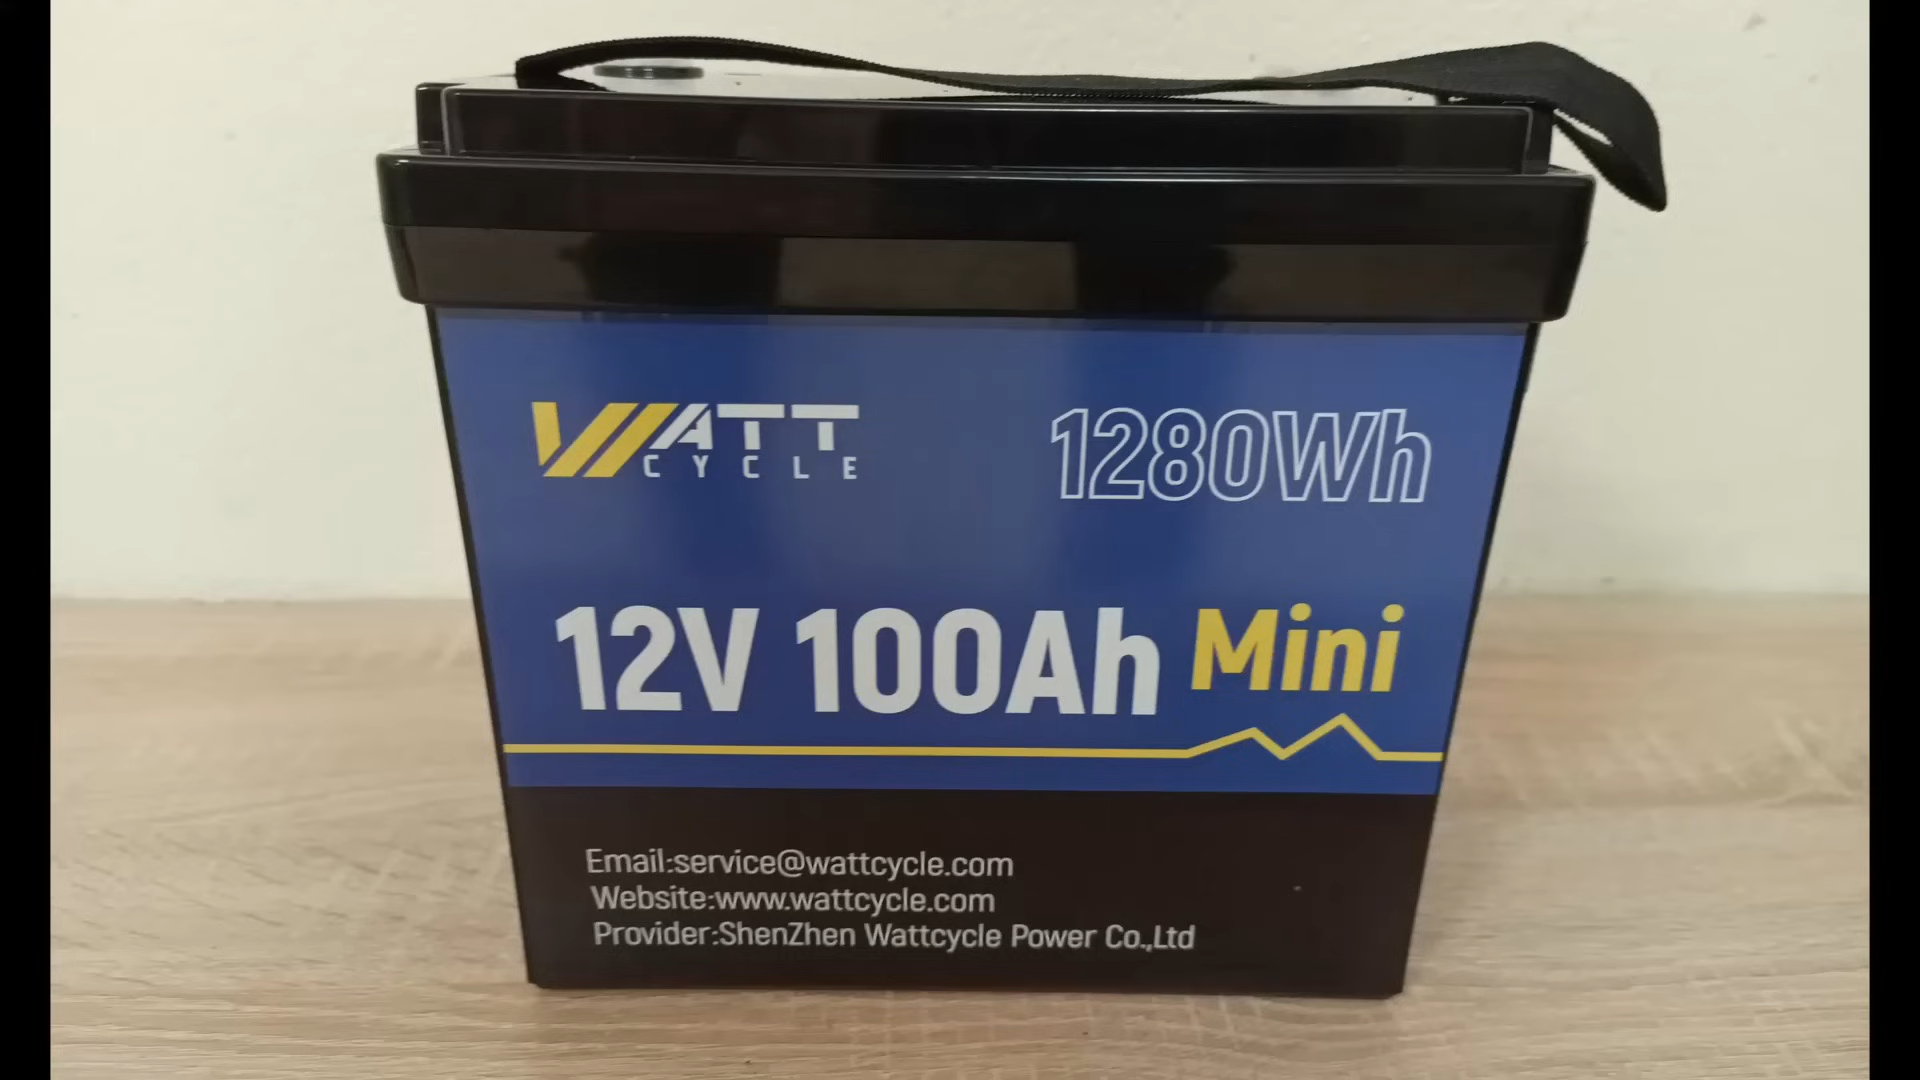 WATT
CYCLE
1280Wh
12V 100Ah Mini
Email:service@wattcycle.com
Website:www.wattcycle.com
Provider:ShenZhen Wattcycle Power Co.,Ltd